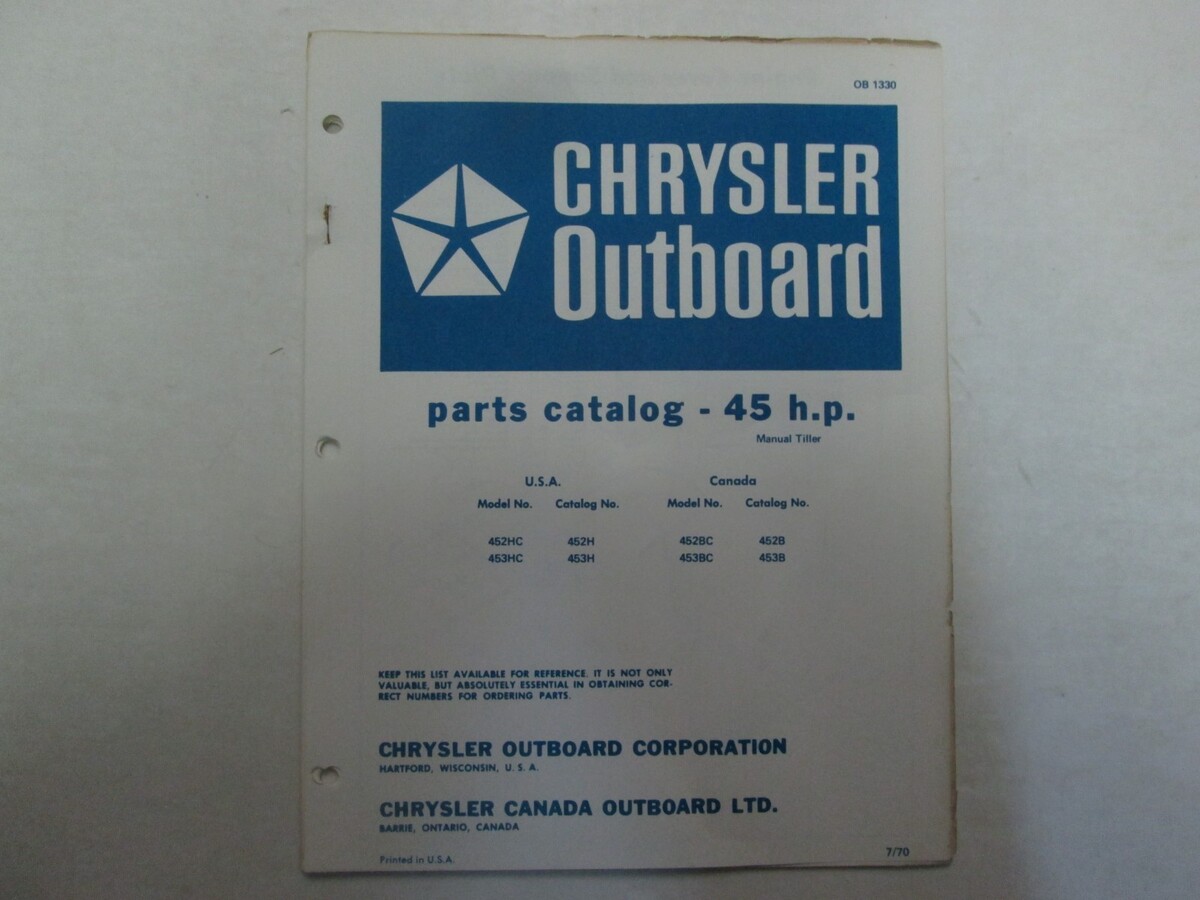 OB 1330
CHRYSLER
Outboard
parts catalog - 45 h.p.
Manual Tiller
U.S.A. Canada
Model No. Catalog No. Model No. Catalog No.
452HC 452H 452BC 452B
453HC 453H 453BC 453B
KEEP THIS LIST AVAILABLE FOR REFERENCE. IT IS NOT ONLY
VALUABLE, BUT ABSOLUTELY ESSENTIAL IN OBTAINING COR-
RECT NUMBERS FOR ORDERING PARTS.
CHRYSLER OUTBOARD CORPORATION
HARTFORD, WISCONSIN, U. S. A.
CHRYSLER CANADA OUTBOARD LTD.
BARRIE, ONTARIO, CANADA
Printed in U.S.A. 7/70